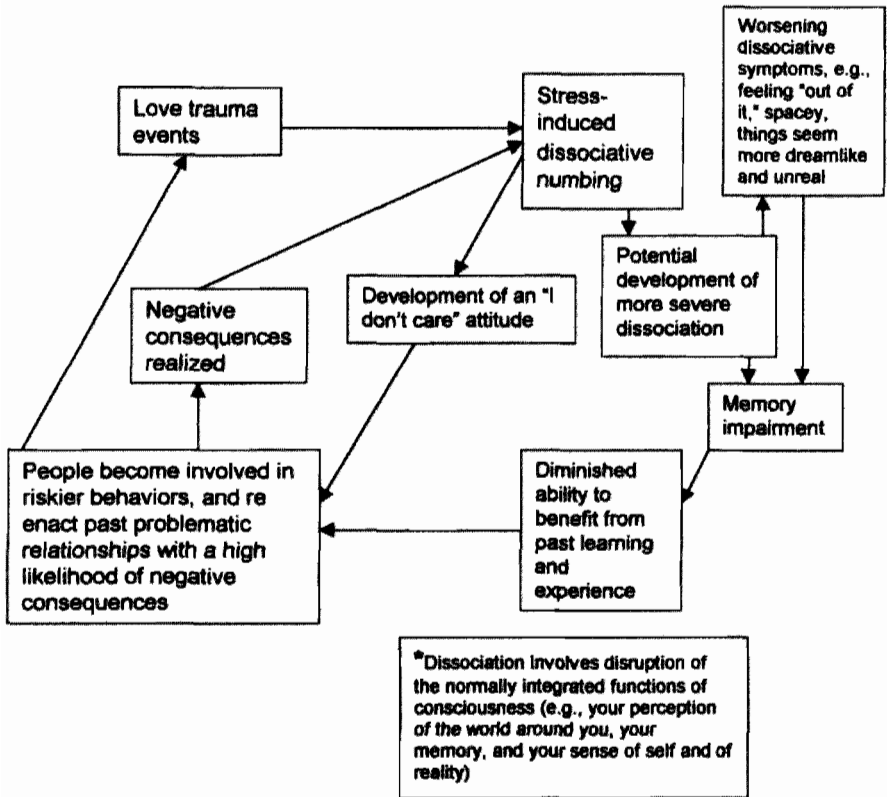 Love trauma
events
Stress-
induced
dissociative
numbing
Worsening
dissociative
symptoms, e.g.,
feeling "out of
it," spacey,
things seem
more dreamlike
and unreal
Potential
development of
more severe
dissociation
Development of an "I
don't care" attitude
Negative
consequences
realized
Memory
impairment
People become involved in
riskier behaviors, and re
enact past problematic
relationships with a high
likelihood of negative
consequences
Diminished
ability to
benefit from
past learning
and
experience
*Dissociation involves disruption of
the normally integrated functions of
consciousness (e.g., your perception
of the world around you, your
memory, and your sense of self and of
reality)